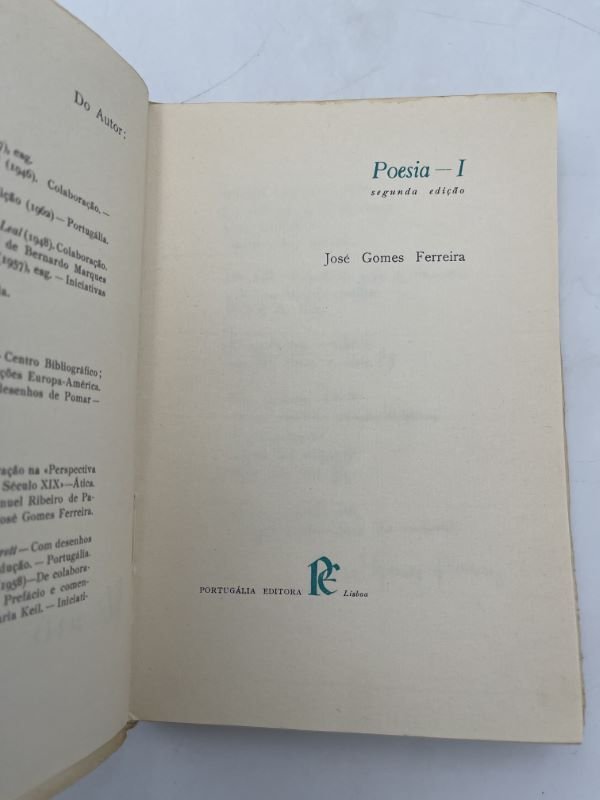 Do Autor:
), esg.
(1946). Colaboração. —
ição (1962) — Portugália.
Leal (1948). Colaboração.
de Bernardo Marques
(1957), esg. — Iniciativas
a.
Centro Bibliográfico;
ções Europa-América.
desenhos de Pomar —
ração na «Perspectiva
Século XIX» — Ática.
nuel Ribeiro de Pa-
osé Gomes Ferreira.
rett — Com desenhos
dução. — Portugália.
1958) — De colabora-
Prefácio e comen-
aria Keil. — Iniciati-
Poesia — I
segunda edição
José Gomes Ferreira
PORTUGÁLIA EDITORA PE Lisboa